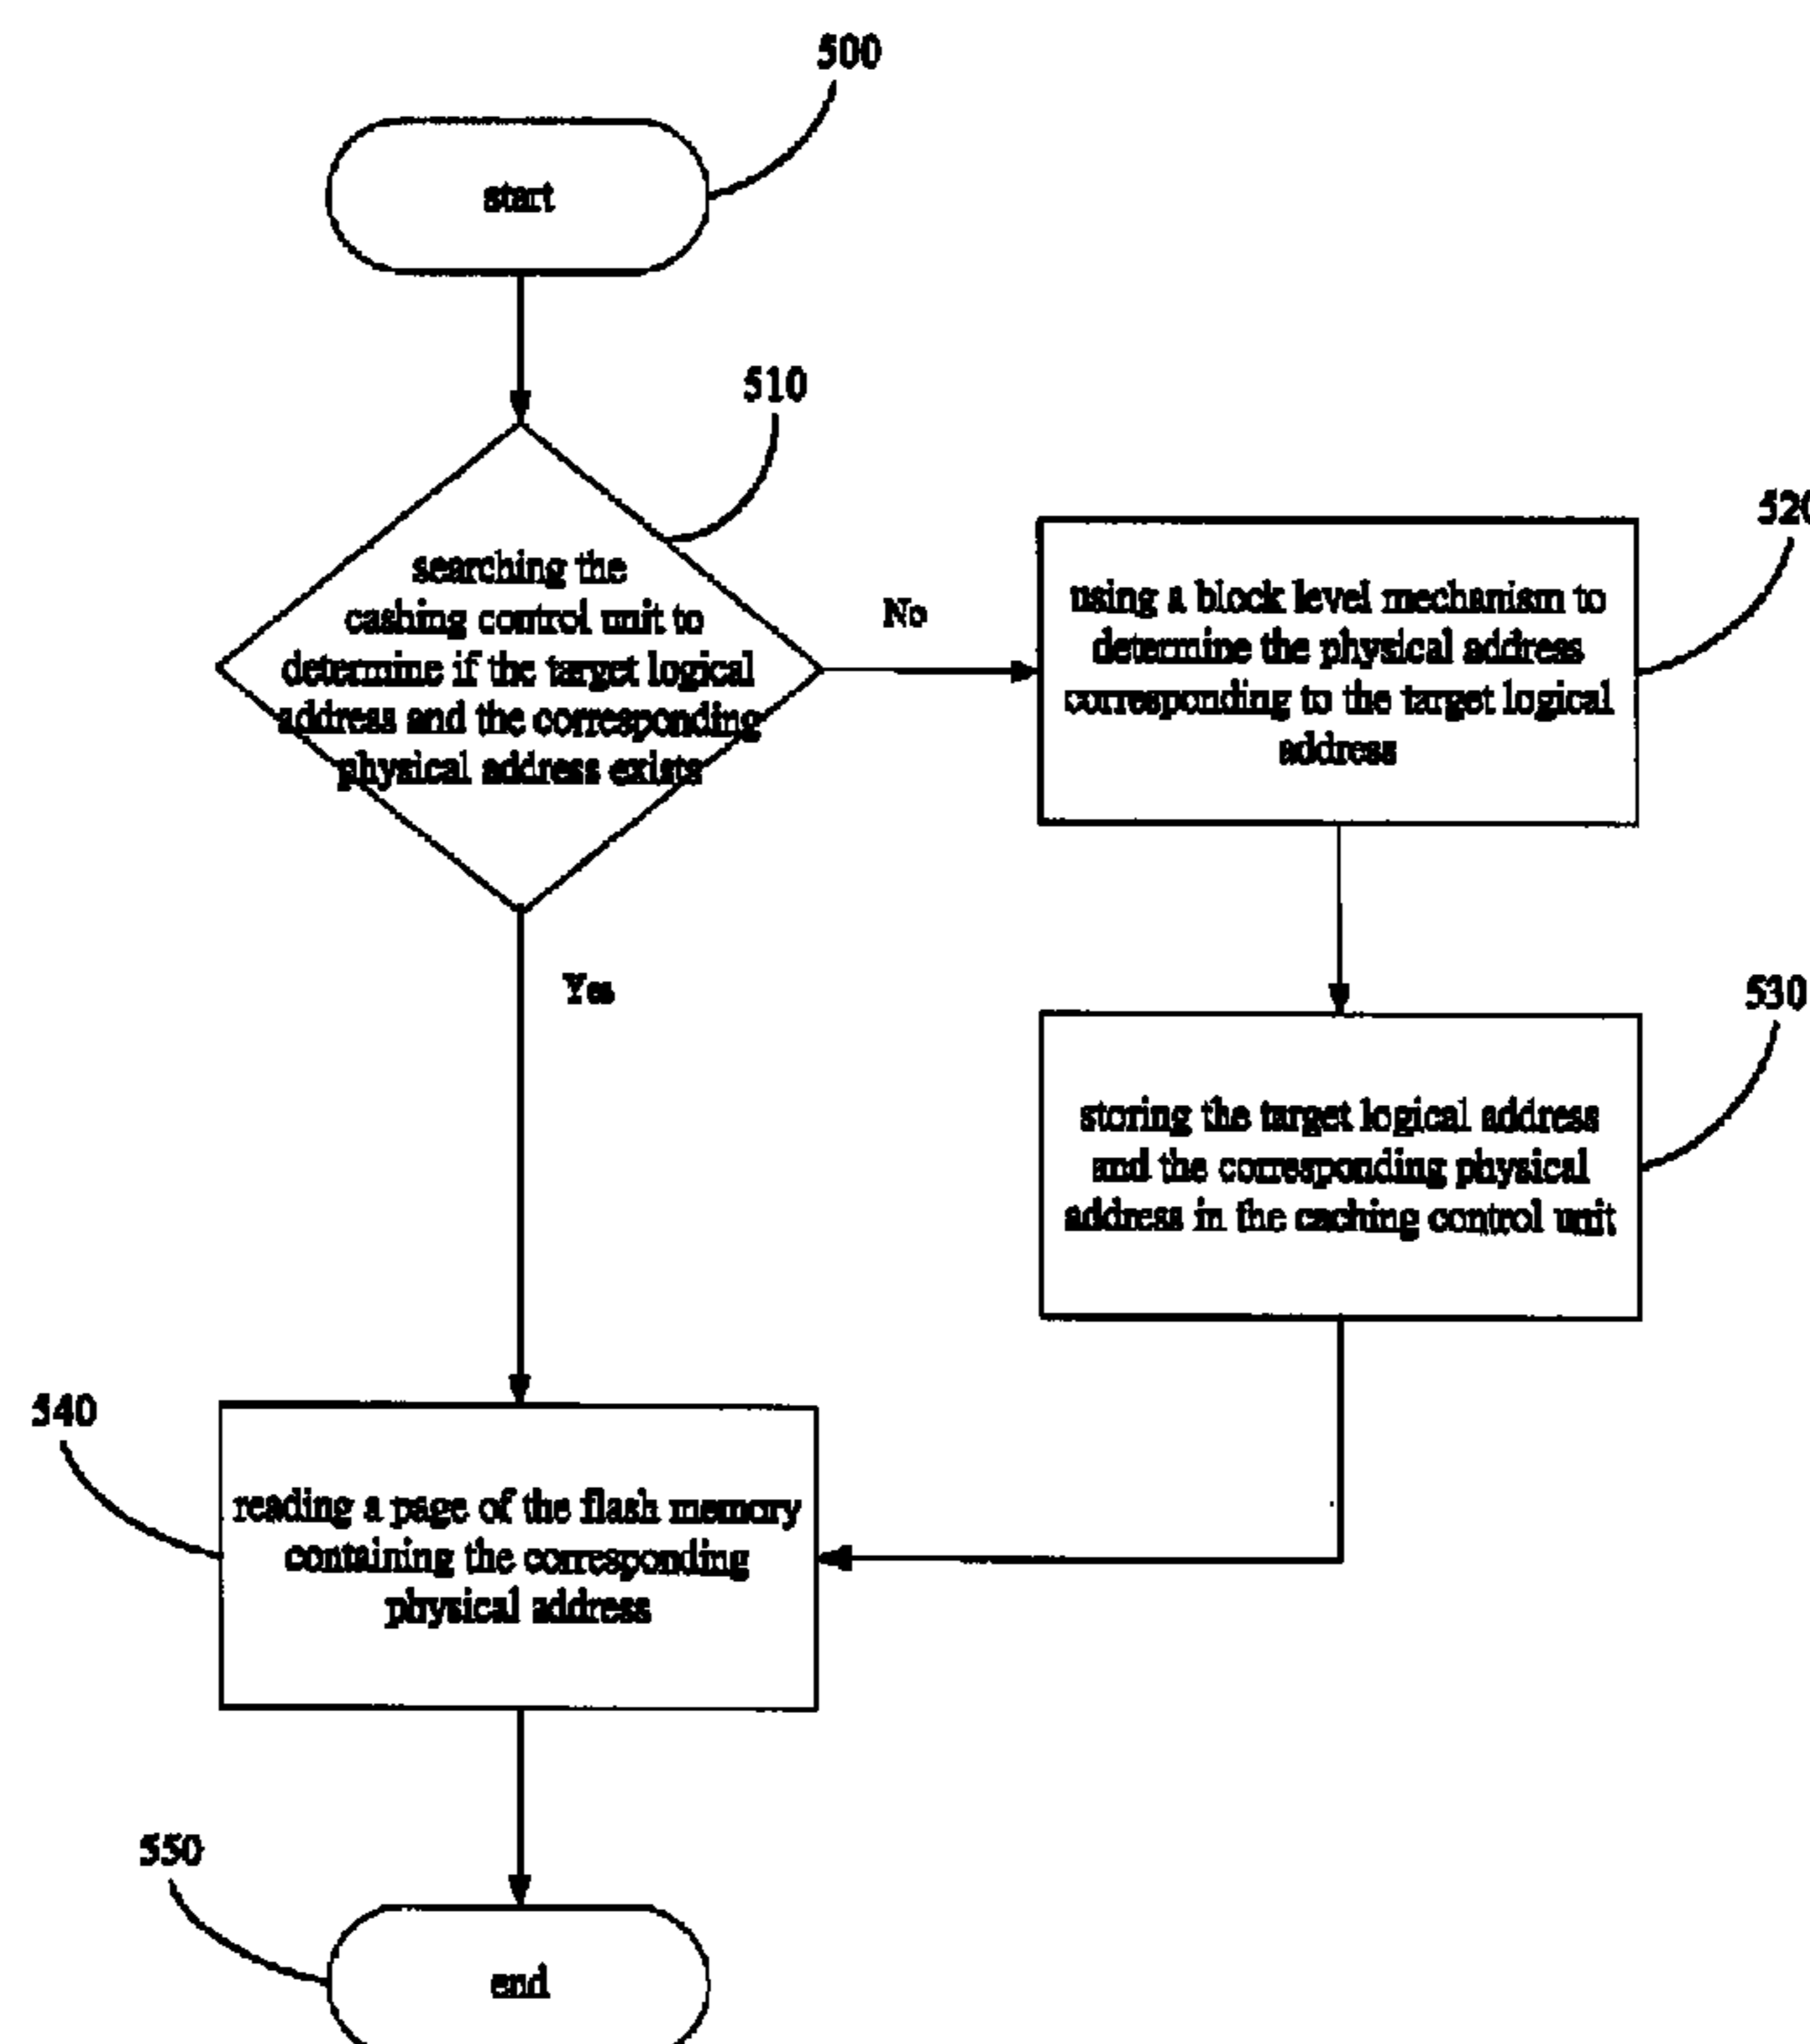 500
start
510
searching the
cashing control unit to
determine if the target logical
address and the corresponding
physical address exists
No
520
using a block level mechanism to
determine the physical address
corresponding to the target logical
address
Yes
530
storing the target logical address
and the corresponding physical
address in the caching control unit
540
reading a page of the flash memory
containing the corresponding
physical address
550
end